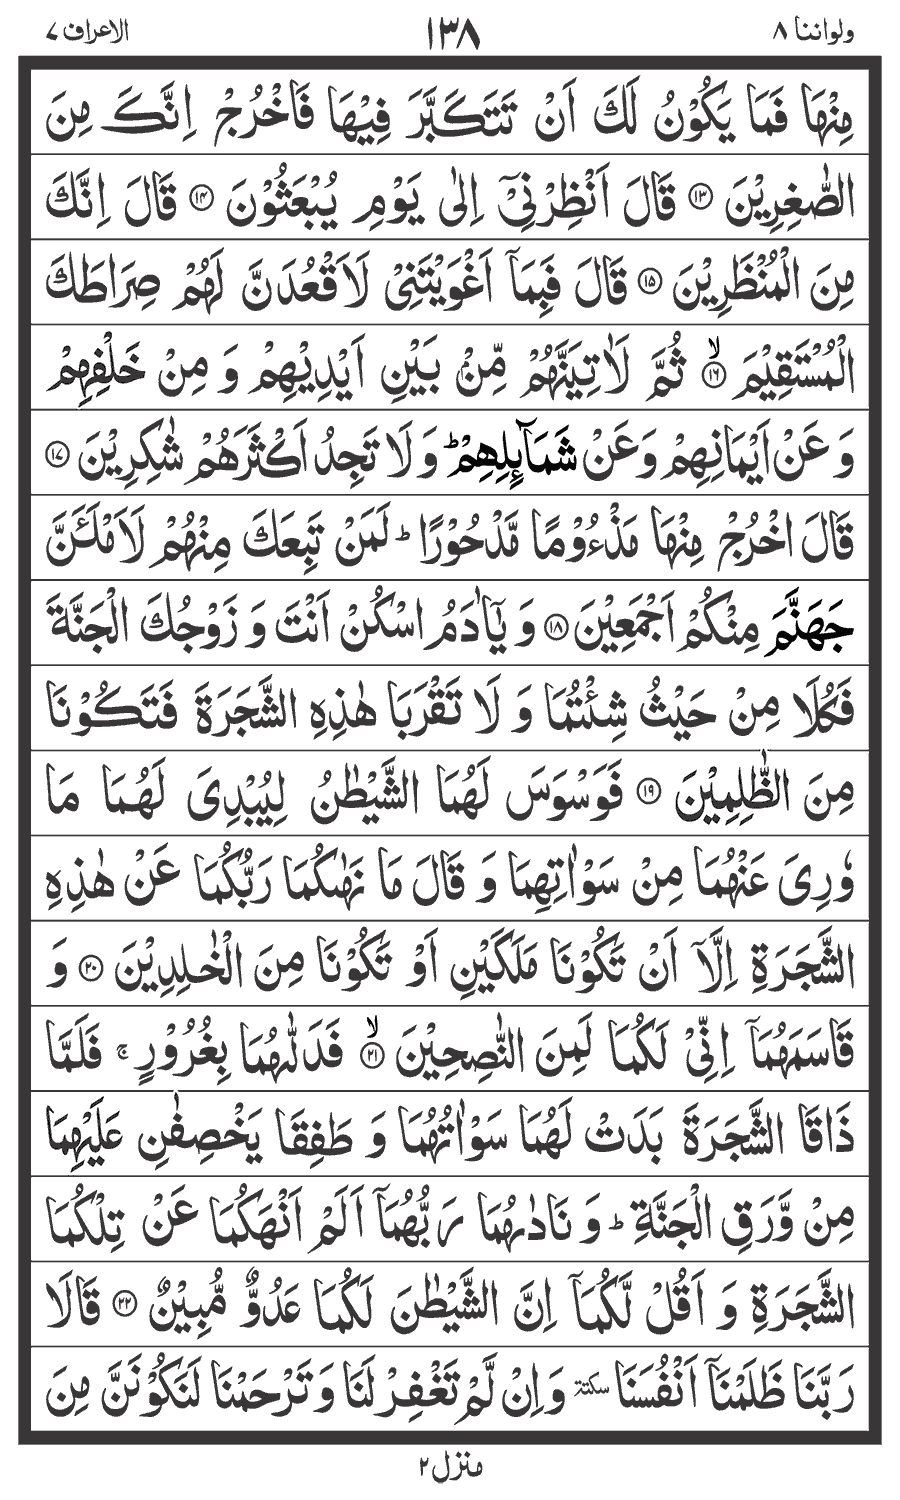 ولواننا ٨ ١٣٨ الاعراف ٧
مِنْهَا فَمَا يَكُوْنُ لَكَ اَنْ تَتَكَبَّرَ فِيْهَا فَاخْرُجْ اِنَّكَ مِنَ
الصّٰغِرِيْنَ ١٣ قَالَ اَنْظِرْنِيْٓ اِلٰى يَوْمِ يُبْعَثُوْنَ ١٤ قَالَ اِنَّكَ
مِنَ الْمُنْظَرِيْنَ ١٥ قَالَ فَبِمَآ اَغْوَيْتَنِيْ لَاَقْعُدَنَّ لَهُمْ صِرَاطَكَ
الْمُسْتَقِيْمَ ١٦ۙ ثُمَّ لَاٰتِيَنَّهُمْ مِّنْۢ بَيْنِ اَيْدِيْهِمْ وَ مِنْ خَلْفِهِمْ
وَ عَنْ اَيْمَانِهِمْ وَعَنْ شَمَآئِلِهِمْ ؕ وَ لَا تَجِدُ اَكْثَرَهُمْ شٰكِرِيْنَ ١٧
قَالَ اخْرُجْ مِنْهَا مَذْءُوْمًا مَّدْحُوْرًا ؕ لَمَنْ تَبِعَكَ مِنْهُمْ لَاَمْلَـَٔنَّ
جَهَنَّمَ مِنْكُمْ اَجْمَعِيْنَ ١٨ وَ يٰٓاٰدَمُ اسْكُنْ اَنْتَ وَ زَوْجُكَ الْجَنَّةَ
فَكُلَا مِنْ حَيْثُ شِئْتُمَا وَ لَا تَقْرَبَا هٰذِهِ الشَّجَرَةَ فَتَكُوْنَا
مِنَ الظّٰلِمِيْنَ ١٩ فَوَسْوَسَ لَهُمَا الشَّيْطٰنُ لِيُبْدِيَ لَهُمَا مَا
وٗرِيَ عَنْهُمَا مِنْ سَوْاٰتِهِمَا وَ قَالَ مَا نَهٰىكُمَا رَبُّكُمَا عَنْ هٰذِهِ
الشَّجَرَةِ اِلَّآ اَنْ تَكُوْنَا مَلَكَيْنِ اَوْ تَكُوْنَا مِنَ الْخٰلِدِيْنَ ٢٠ وَ
قَاسَمَهُمَآ اِنِّيْ لَكُمَا لَمِنَ النّٰصِحِيْنَ ٢١ۙ فَدَلّٰىهُمَا بِغُرُوْرٍ ۚ فَلَمَّا
ذَاقَا الشَّجَرَةَ بَدَتْ لَهُمَا سَوْاٰتُهُمَا وَ طَفِقَا يَخْصِفٰنِ عَلَيْهِمَا
مِنْ وَّرَقِ الْجَنَّةِ ؕ وَ نَادٰىهُمَا رَبُّهُمَآ اَلَمْ اَنْهَكُمَا عَنْ تِلْكُمَا
الشَّجَرَةِ وَ اَقُلْ لَّكُمَآ اِنَّ الشَّيْطٰنَ لَكُمَا عَدُوٌّ مُّبِيْنٌ ٢٢ قَالَا
رَبَّنَا ظَلَمْنَآ اَنْفُسَنَا سكتة وَاِنْ لَّمْ تَغْفِرْ لَنَا وَ تَرْحَمْنَا لَنَكُوْنَنَّ مِنَ
منزل ٢